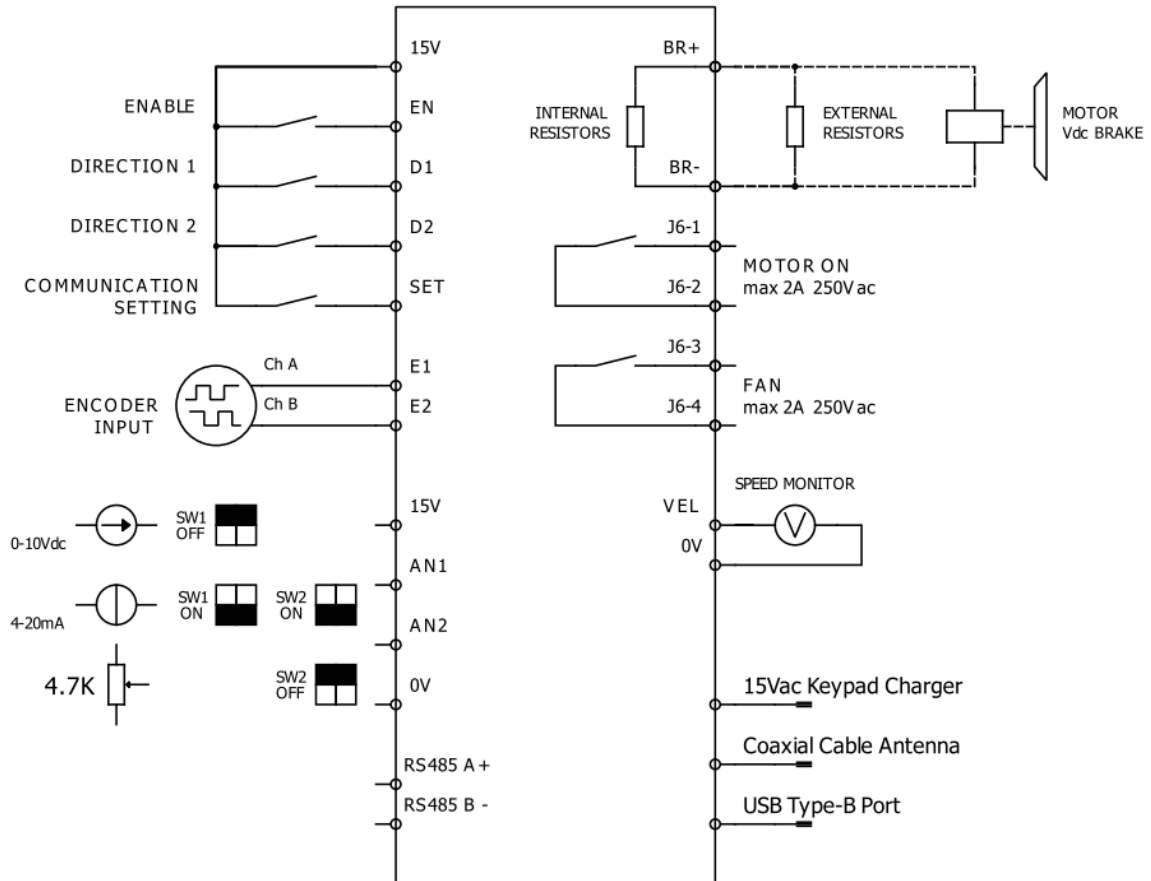 15V
BR+
ENABLE
EN
INTERNAL
RESISTORS
EXTERNAL
RESISTORS
MOTOR
Vdc BRAKE
DIRECTION 1
D1
BR-
DIRECTION 2
D2
J6-1
MOTOR ON
max 2A 250Vac
COMMUNICATION
SETTING
SET
J6-2
Ch A
E1
J6-3
ENCODER
INPUT
Ch B
E2
J6-4
FAN
max 2A 250Vac
SPEED MONITOR
0-10Vdc
SW1
OFF
15V
VEL
V
0V
4-20mA
SW1
ON
SW2
ON
AN1
AN2
4.7K
SW2
OFF
0V
15Vac Keypad Charger
RS485 A+
Coaxial Cable Antenna
RS485 B -
USB Type-B Port